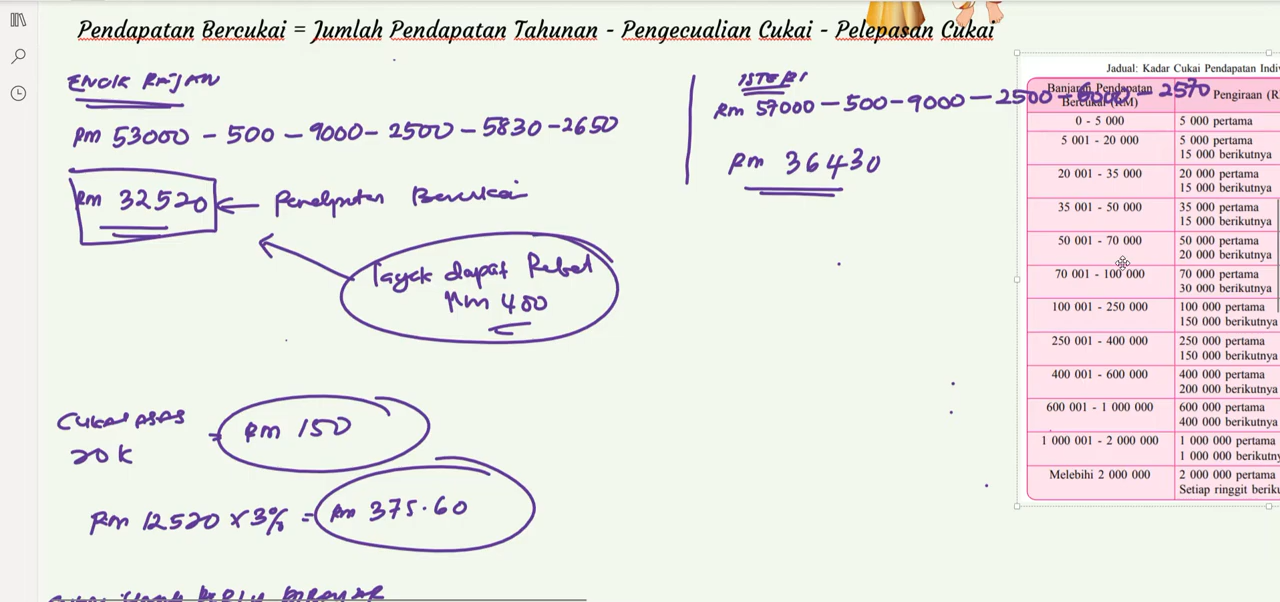 Pendapatan Bercukai = Jumlah Pendapatan Tahunan - Pengecualian Cukai - Pelepasan Cukai
ENCIK RAJAN
RM 53000 - 500 - 9000 - 2500 - 5830 - 2650
RM 32520 ←
Tayck dapat Rebet
RM 400
Cukai asas
20K = RM 150
RM 12520 × 3% = RM 375.60
ISTERI
RM 57000 - 500 - 9000 - 2500 - 6000 - 2570
RM 36430
Jadual: Kadar Cukai Pendapatan Indivi
Banjaran Pendapatan Bercukai (RM) Pengiraan (R
0 - 5 000 5 000 pertama
5 001 - 20 000 5 000 pertama
15 000 berikutnya
20 001 - 35 000 20 000 pertama
15 000 berikutnya
35 001 - 50 000 35 000 pertama
15 000 berikutnya
50 001 - 70 000 50 000 pertama
20 000 berikutnya
70 001 - 100 000 70 000 pertama
30 000 berikutnya
100 001 - 250 000 100 000 pertama
150 000 berikutnya
250 001 - 400 000 250 000 pertama
150 000 berikutnya
400 001 - 600 000 400 000 pertama
200 000 berikutnya
600 001 - 1 000 000 600 000 pertama
400 000 berikutnya
1 000 001 - 2 000 000 1 000 000 pertama
1 000 000 berikutny
Melebihi 2 000 000 2 000 000 pertama
Setiap ringgit beriku